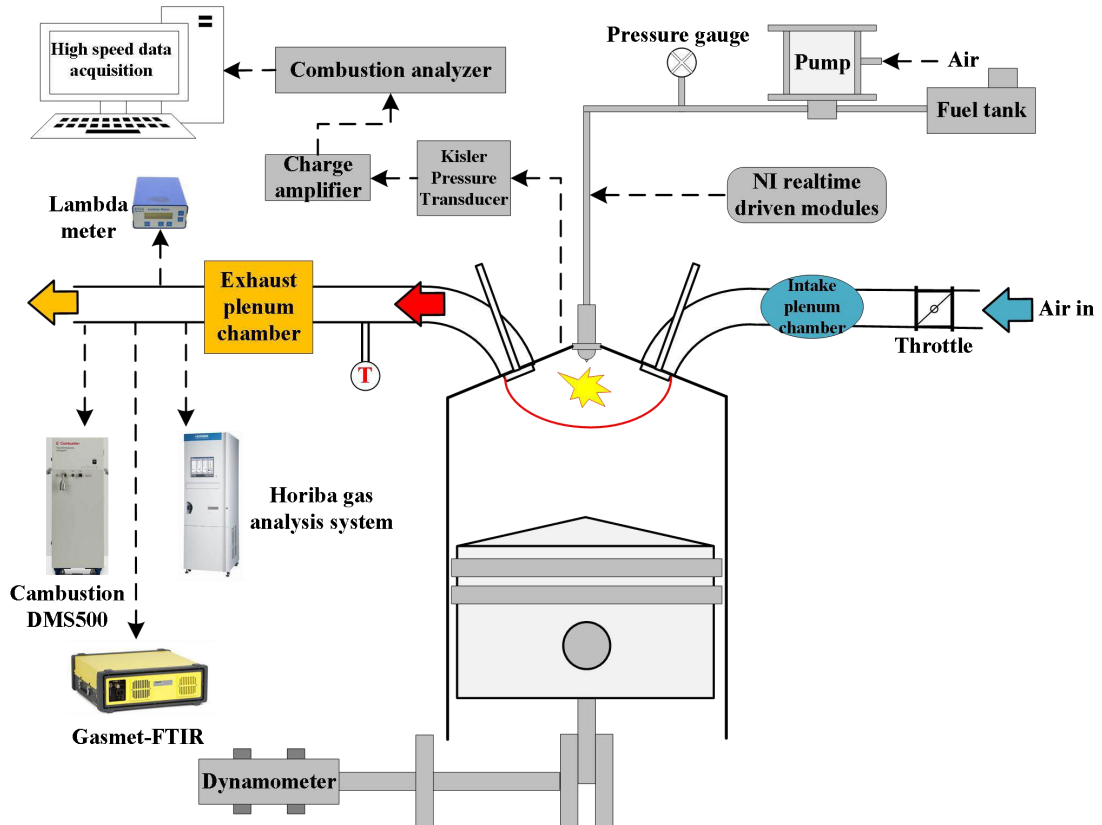 High speed data
acquisition
Combustion analyzer
Pressure gauge
Pump
Air
Fuel tank
Charge
amplifier
Kisler
Pressure
Transducer
NI realtime
driven modules
Lambda
meter
Exhaust
plenum
chamber
Intake
plenum
chamber
Air in
Throttle
T
Horiba gas
analysis system
Cambustion
DMS500
Gasmet-FTIR
Dynamometer